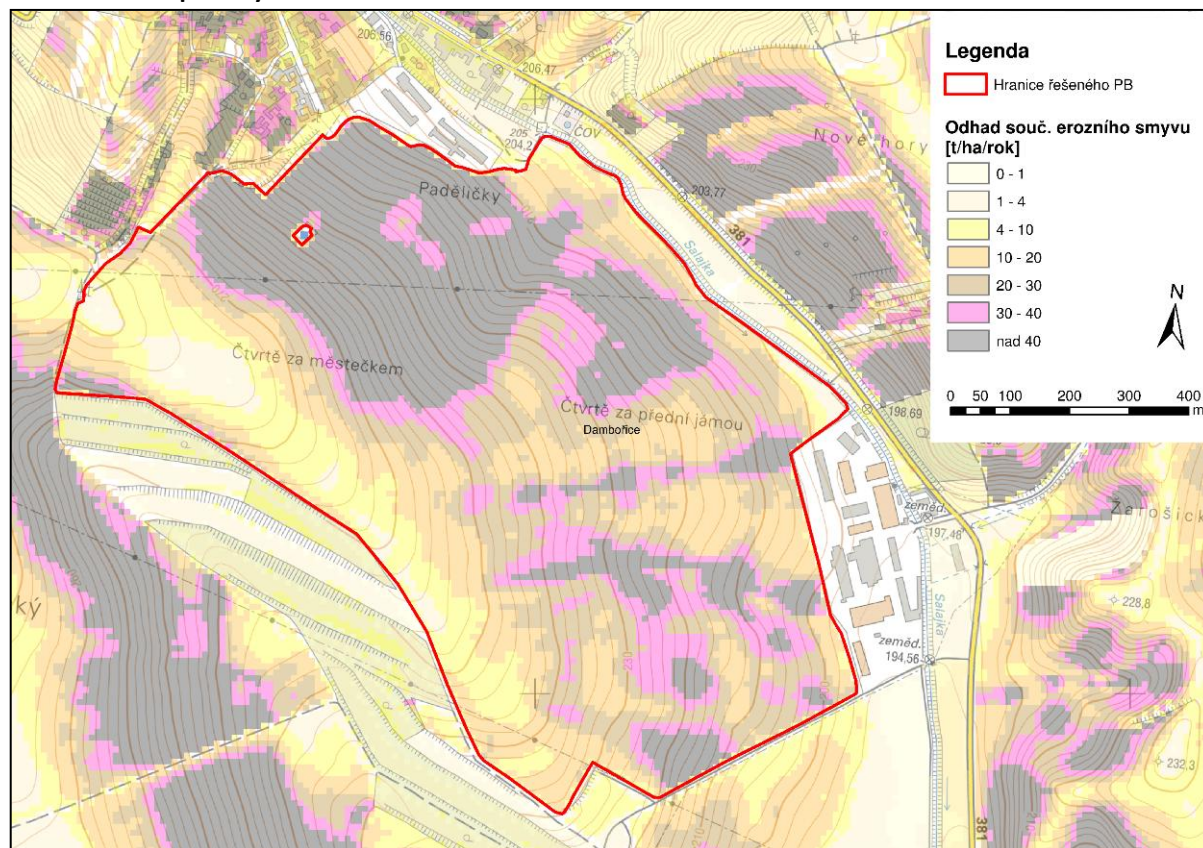 206,56
206,47
205
204,2
ČOV
Nové hory
Padělíčky
203,77
381
Salajka
Čtvrtě za městečkem
Čtvrtě za přední jámou
Dambořice
198.69
zeměd.
197,48
Zarošick
228,8
ký
230
Salajka
zeměd.
194,56
232,3
381
Legenda
Hranice řešeného PB
Odhad souč. erozního smyvu
[t/ha/rok]
0 - 1
1 - 4
4 - 10
10 - 20
20 - 30
30 - 40
nad 40
N
0 50 100 200 300 400
m